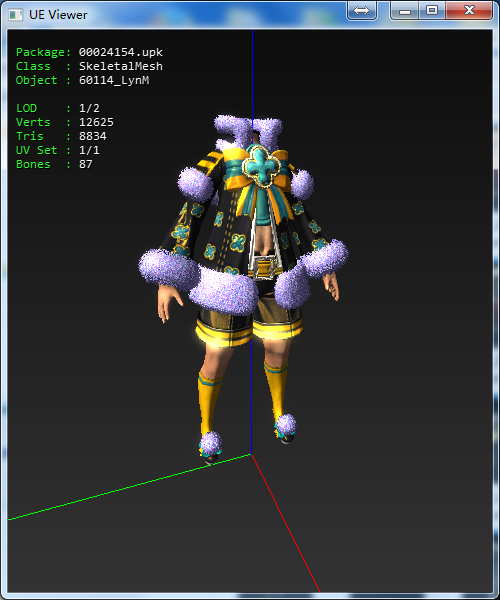 UE Viewer
Package: 00024154.upk
Class : SkeletalMesh
Object : 60114_LynM
LOD : 1/2
Verts : 12625
Tris : 8834
UV Set : 1/1
Bones : 87